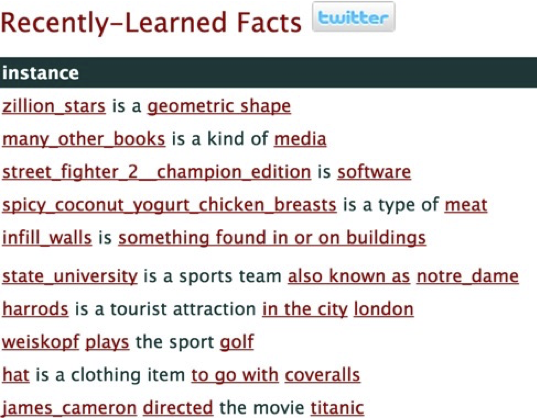 Recently-Learned Facts twitter
instance
zillion_stars is a geometric shape
many_other_books is a kind of media
street_fighter_2__champion_edition is software
spicy_coconut_yogurt_chicken_breasts is a type of meat
infill_walls is something found in or on buildings
state_university is a sports team also known as notre_dame
harrods is a tourist attraction in the city london
weiskopf plays the sport golf
hat is a clothing item to go with coveralls
james_cameron directed the movie titanic